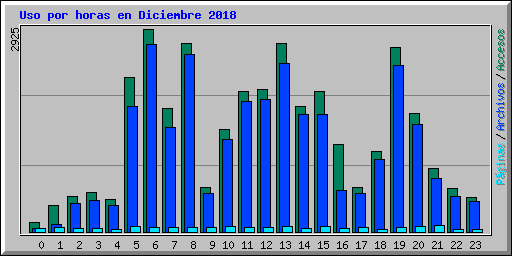 Uso por horas en Diciembre 2018
2925
Páginas / Archivos / Accesos
0 1 2 3 4 5 6 7 8 9 10 11 12 13 14 15 16 17 18 19 20 21 22 23